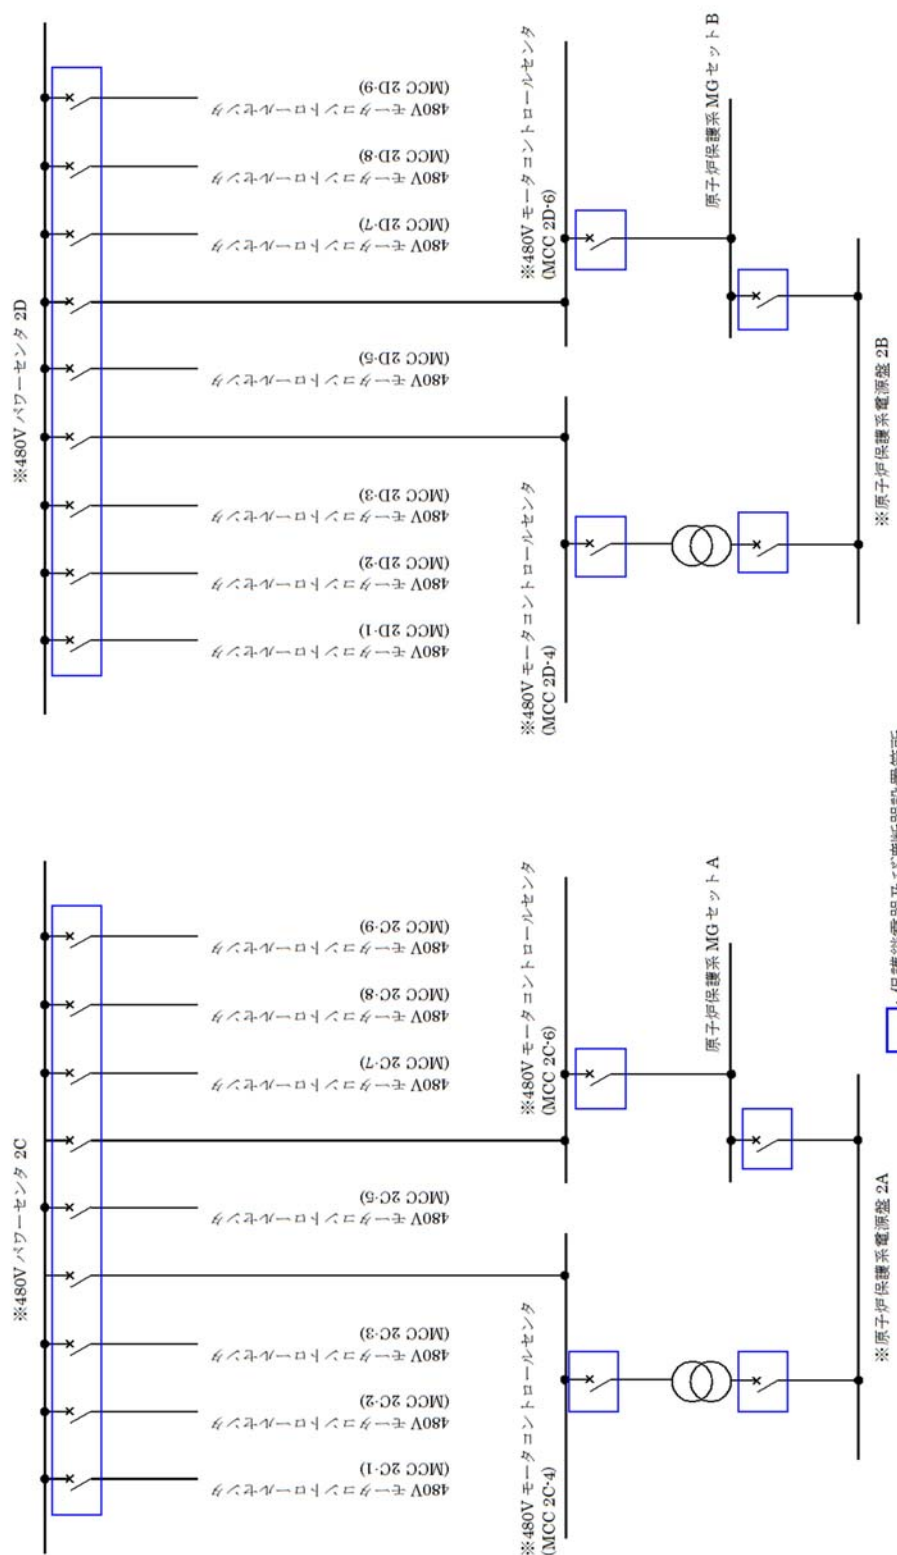 ※480V パワーセンタ 2C
480V モータコントロールセンタ
(MCC 2C-1)
480V モータコントロールセンタ
(MCC 2C-2)
480V モータコントロールセンタ
(MCC 2C-3)
480V モータコントロールセンタ
(MCC 2C-5)
480V モータコントロールセンタ
(MCC 2C-7)
480V モータコントロールセンタ
(MCC 2C-8)
480V モータコントロールセンタ
(MCC 2C-9)
※480V モータコントロールセンタ
(MCC 2C-4)
※480V モータコントロールセンタ
(MCC 2C-6)
原子炉保護系 MG セット A
※原子炉保護系電源盤 2A
※480V パワーセンタ 2D
480V モータコントロールセンタ
(MCC 2D-1)
480V モータコントロールセンタ
(MCC 2D-2)
480V モータコントロールセンタ
(MCC 2D-3)
480V モータコントロールセンタ
(MCC 2D-5)
480V モータコントロールセンタ
(MCC 2D-7)
480V モータコントロールセンタ
(MCC 2D-8)
480V モータコントロールセンタ
(MCC 2D-9)
※480V モータコントロールセンタ
(MCC 2D-4)
※480V モータコントロールセンタ
(MCC 2D-6)
原子炉保護系 MG セット B
※原子炉保護系電源盤 2B